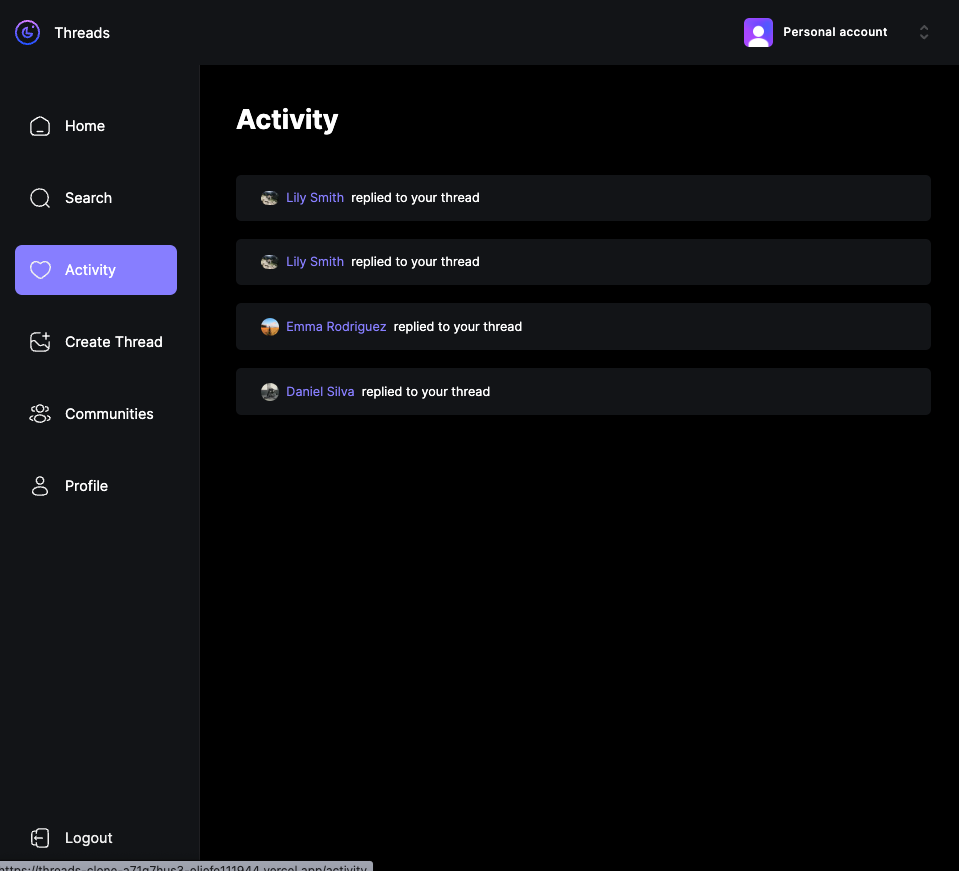 Threads
Personal account
Home
Search
Activity
Create Thread
Communities
Profile
Logout
Activity
Lily Smith replied to your thread
Lily Smith replied to your thread
Emma Rodriguez replied to your thread
Daniel Silva replied to your thread